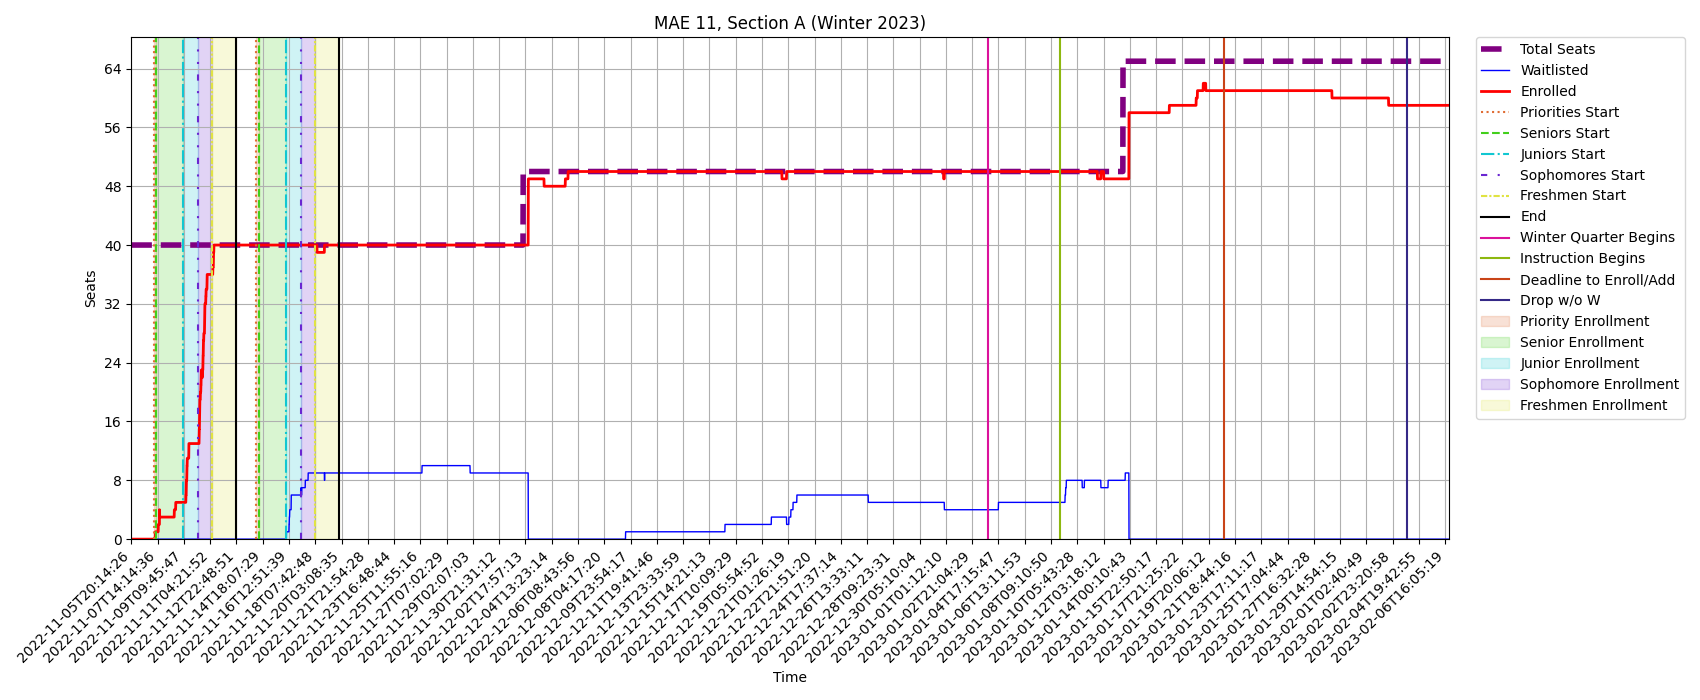 MAE 11, Section A (Winter 2023)
Seats
64
56
48
40
32
24
16
8
0
2022-11-05T20:14:26
2022-11-07T14:14:36
2022-11-09T09:45:47
2022-11-11T04:21:52
2022-11-12T22:48:51
2022-11-14T18:07:29
2022-11-16T12:51:39
2022-11-18T07:42:48
2022-11-20T03:08:35
2022-11-21T21:54:28
2022-11-23T16:48:44
2022-11-25T11:55:16
2022-11-27T07:02:29
2022-11-29T02:07:03
2022-11-30T21:31:12
2022-12-02T17:57:13
2022-12-04T13:23:14
2022-12-06T08:43:56
2022-12-08T04:17:20
2022-12-09T23:54:17
2022-12-11T19:41:46
2022-12-13T23:33:59
2022-12-15T14:21:13
2022-12-17T10:09:29
2022-12-19T05:54:52
2022-12-21T01:26:19
2022-12-22T21:51:20
2022-12-24T17:37:14
2022-12-26T13:33:11
2022-12-28T09:23:31
2022-12-30T05:10:04
2023-01-01T01:12:10
2023-01-02T21:04:29
2023-01-04T17:15:47
2023-01-06T13:11:53
2023-01-08T09:10:50
2023-01-10T05:43:28
2023-01-12T03:18:12
2023-01-14T00:10:43
2023-01-15T22:50:17
2023-01-17T21:25:22
2023-01-19T20:06:12
2023-01-21T18:44:16
2023-01-23T17:11:17
2023-01-25T17:04:44
2023-01-27T16:32:28
2023-01-29T14:54:15
2023-02-01T02:40:49
2023-02-02T23:20:58
2023-02-04T19:42:55
2023-02-06T16:05:19
Time
Total Seats
Waitlisted
Enrolled
Priorities Start
Seniors Start
Juniors Start
Sophomores Start
Freshmen Start
End
Winter Quarter Begins
Instruction Begins
Deadline to Enroll/Add
Drop w/o W
Priority Enrollment
Senior Enrollment
Junior Enrollment
Sophomore Enrollment
Freshmen Enrollment